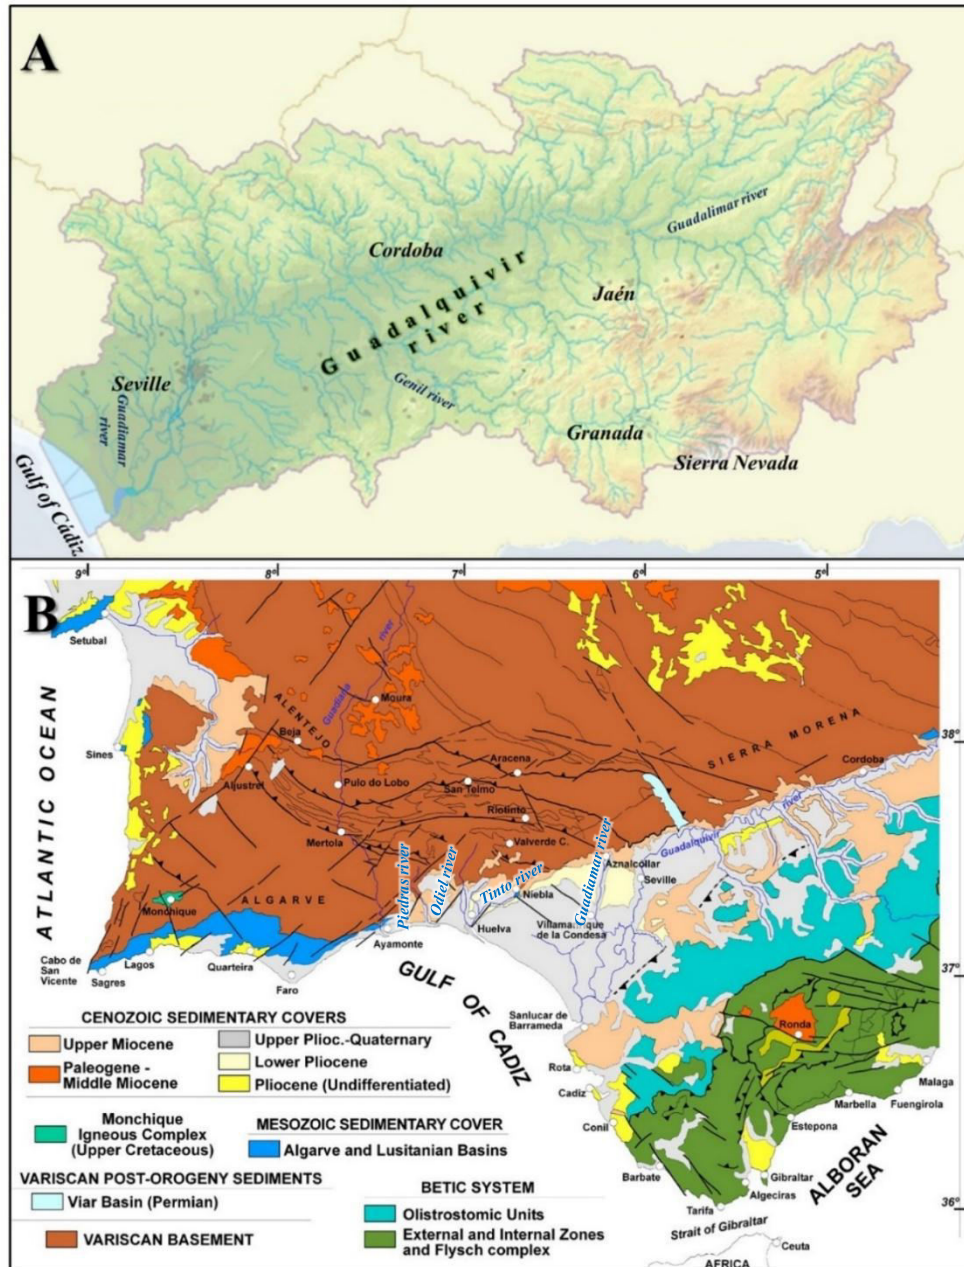 A
Guadalimar river
Cordoba
Guadalquivir
river
Jaén
Seville
Guadiamar
river
Genil river
Granada
Sierra Nevada
Gulf of Cádiz
B
9°
8°
7°
6°
5°
Setubal
ATLANTIC OCEAN
Guadiana
river
Moura
ALENTEJO
Beja
SIERRA MORENA
38°
Sines
Aljustrel
Pulo do Lobo
Aracena
San Telmo
Cordoba
Riotinto
Mertola
Valverde C.
Guadalquivir
river
Piedras river
Odiel river
Tinto river
Guadiamar river
Aznalcollar
Seville
Niebla
Monchique
ALGARVE
Huelva
de la Condesa
Ayamonte
Cabo de
San
Vicente
Lagos
Sagres
Quarteira
Faro
37°
GULF OF CADIZ
Sanlucar de
Barrameda
Ronda
Rota
Cadiz
Conil
Malaga
Marbella
Fuengirola
Estepona
ALBORAN
SEA
Barbate
Gibraltar
Algeciras
Tarifa
36°
Strait of Gibraltar
Ceuta
AFRICA
CENOZOIC SEDIMENTARY COVERS
Upper Miocene
Upper Plioc.-Quaternary
Paleogene -
Middle Miocene
Lower Pliocene
Pliocene (Undifferentiated)
Monchique
Igneous Complex
(Upper Cretaceous)
MESOZOIC SEDIMENTARY COVER
Algarve and Lusitanian Basins
VARISCAN POST-OROGENY SEDIMENTS
Viar Basin (Permian)
BETIC SYSTEM
Olistrostomic Units
VARISCAN BASEMENT
External and Internal Zones
and Flysch complex